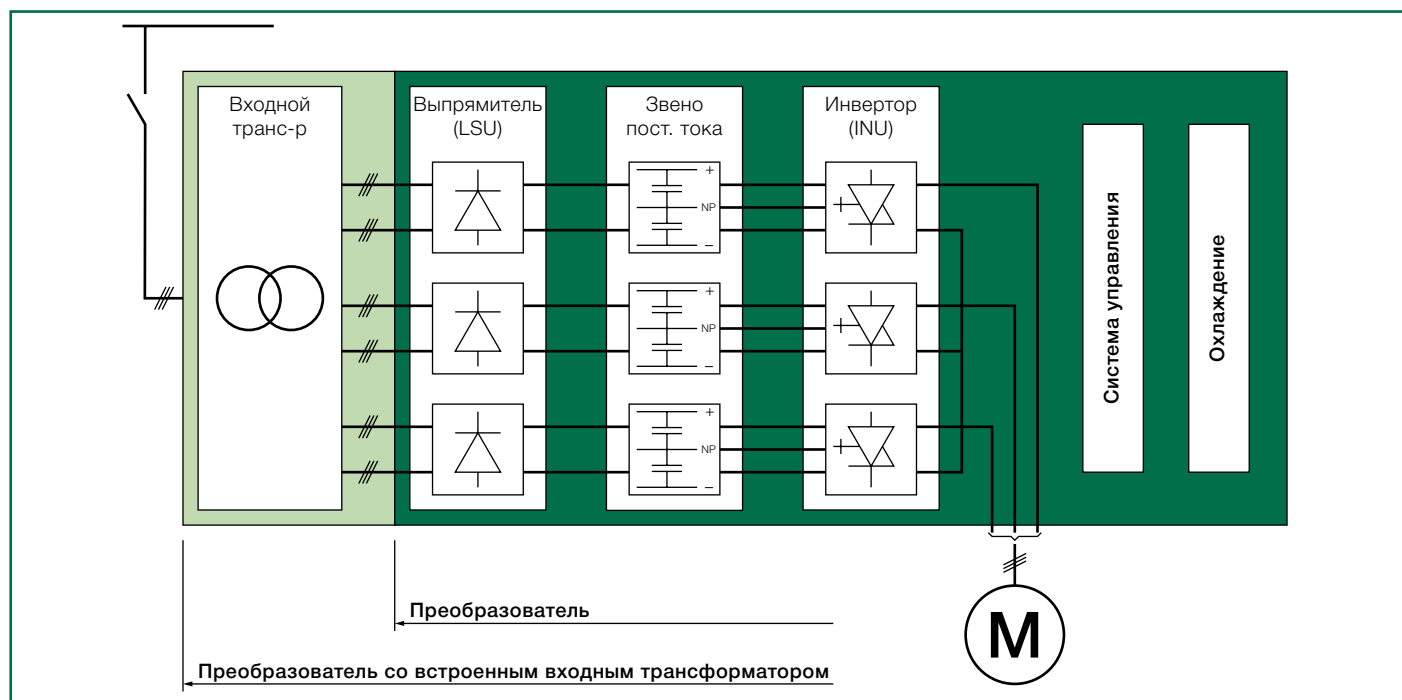 Входной
транс-р
Выпрямитель
(LSU)
Звено
пост. тока
Инвертор
(INU)
+
NP
–
+
NP
–
+
NP
–
Система управления
Охлаждение
M
Преобразователь
Преобразователь со встроенным входным трансформатором